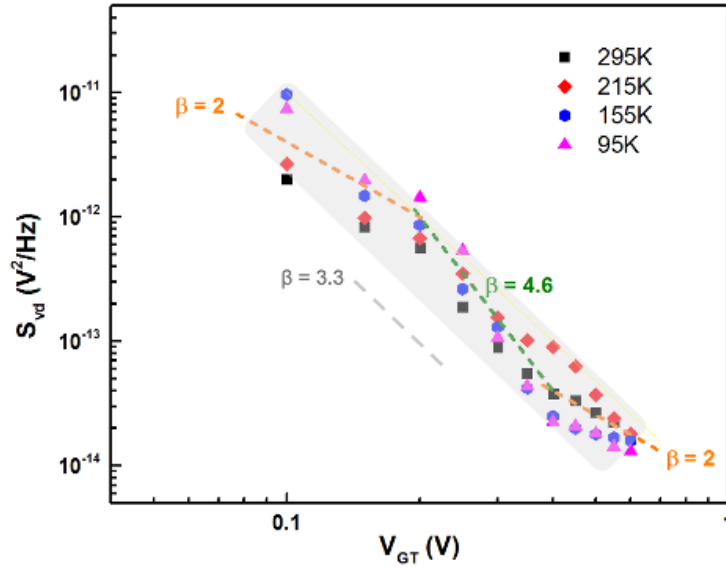 295K
215K
155K
95K
10⁻¹¹
β = 2
10⁻¹²
S_vd (V²/Hz)
β = 3.3
β = 4.6
10⁻¹³
10⁻¹⁴
β = 2
0.1
1
V_GT (V)